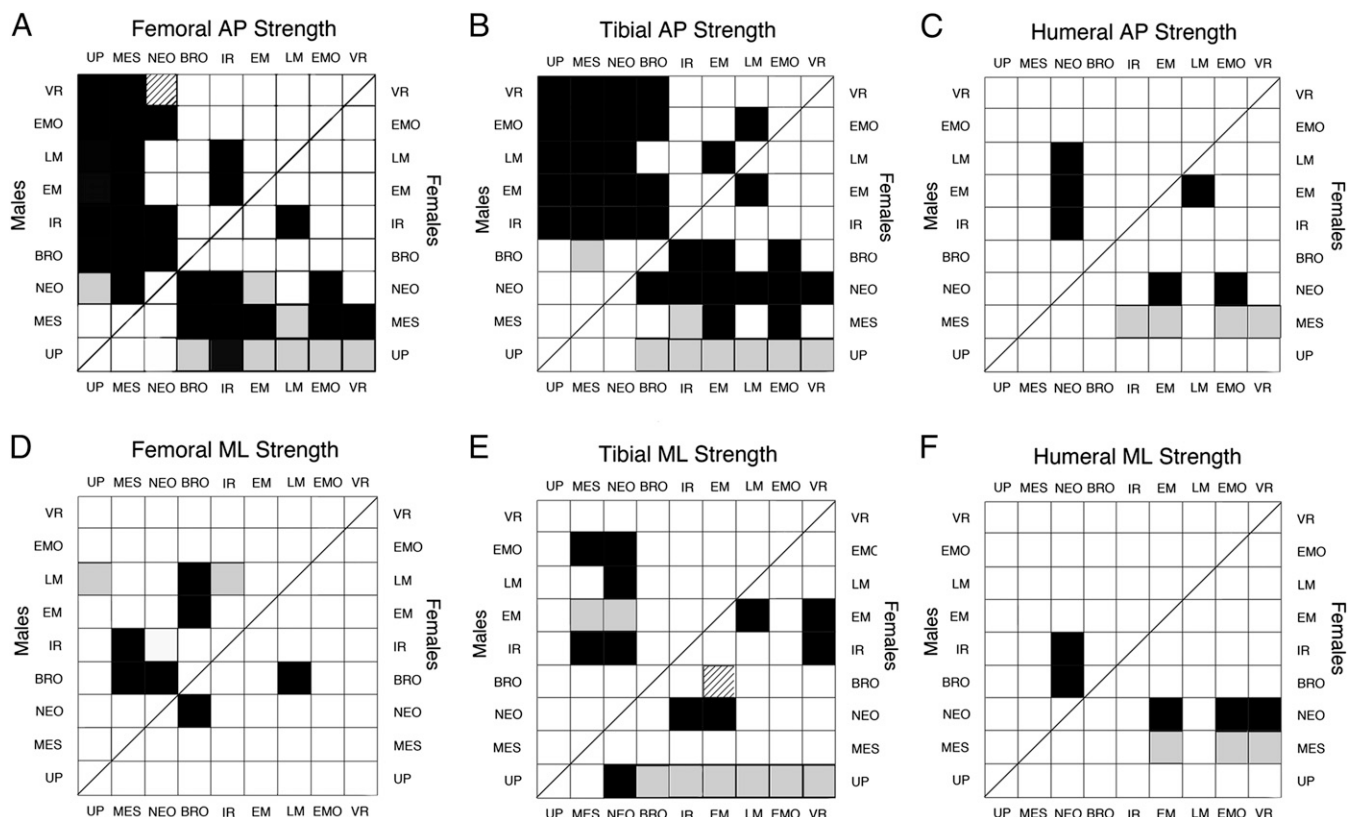 A Femoral AP Strength
UP MES NEO BRO IR EM LM EMO VR
VR VR
EMO EMO
LM LM
EM EM
IR IR
BRO BRO
NEO NEO
MES MES
UP UP
Males
Females
UP MES NEO BRO IR EM LM EMO VR
B Tibial AP Strength
UP MES NEO BRO IR EM LM EMO VR
VR VR
EMO EMO
LM LM
EM EM
IR IR
BRO BRO
NEO NEO
MES MES
UP UP
Males
Females
UP MES NEO BRO IR EM LM EMO VR
C Humeral AP Strength
UP MES NEO BRO IR EM LM EMO VR
VR VR
EMO EMO
LM LM
EM EM
IR IR
BRO BRO
NEO NEO
MES MES
UP UP
Males
Females
UP MES NEO BRO IR EM LM EMO VR
D Femoral ML Strength
UP MES NEO BRO IR EM LM EMO VR
VR VR
EMO EMO
LM LM
EM EM
IR IR
BRO BRO
NEO NEO
MES MES
UP UP
Males
Females
UP MES NEO BRO IR EM LM EMO VR
E Tibial ML Strength
UP MES NEO BRO IR EM LM EMO VR
VR VR
EMO EMC
LM LM
EM EM
IR IR
BRO BRO
NEO NEO
MES MES
UP UP
Males
Females
UP MES NEO BRO IR EM LM EMO VR
F Humeral ML Strength
UP MES NEO BRO IR EM LM EMO VR
VR VR
EMO EMO
LM LM
EM EM
IR IR
BRO BRO
NEO NEO
MES MES
UP UP
Males
Females
UP MES NEO BRO IR EM LM EMO VR